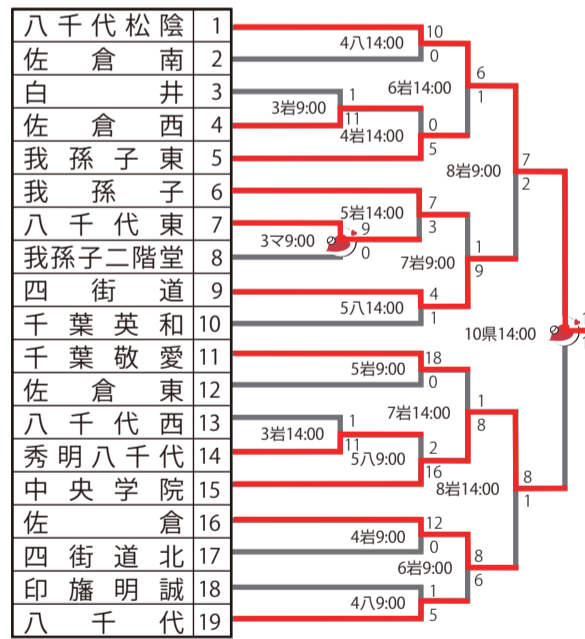 八千代松陰 1
佐倉南 2
白井 3
佐倉西 4
我孫子東 5
我孫子 6
八千代東 7
我孫子二階堂 8
四街道 9
千葉英和 10
千葉敬愛 11
佐倉東 12
八千代西 13
秀明八千代 14
中央学院 15
佐倉 16
四街道北 17
印旛明誠 18
八千代 19
3岩9:00
1
11
3マ9:00
9
0
3岩14:00
1
11
4八14:00
10
0
4岩14:00
0
5
5岩14:00
7
3
5八14:00
4
1
5岩9:00
18
0
5八9:00
2
16
4岩9:00
12
0
4八9:00
1
5
6岩14:00
6
1
7岩9:00
1
9
7岩14:00
1
8
6岩9:00
8
6
8岩9:00
7
2
8岩14:00
8
1
10県14:00